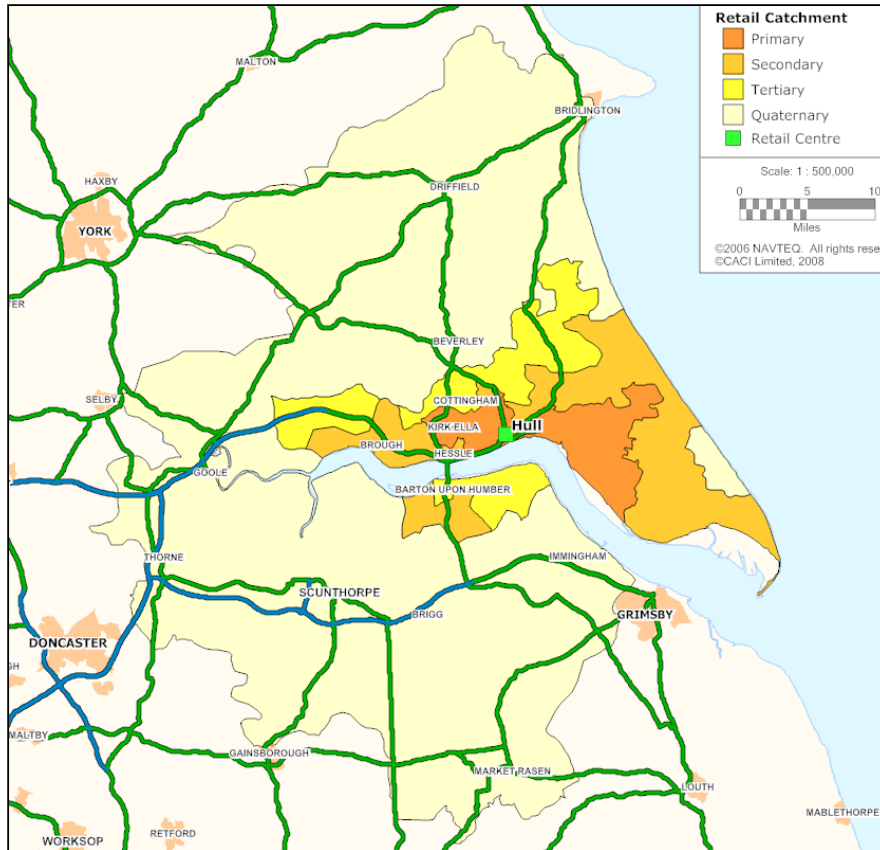 Retail Catchment
Primary
Secondary
Tertiary
Quaternary
Retail Centre
Scale: 1 : 500,000
0 5 10
Miles
©2006 NAVTEQ. All rights rese
©CACI Limited, 2008
MALTON
BRIDLINGTON
HAXBY
DRIFFIELD
YORK
TER
BEVERLEY
SELBY
COTTINGHAM
KIRK ELLA
Hull
BROUGH
HESSLE
GOOLE
BARTON UPON HUMBER
THORNE
IMMINGHAM
SCUNTHORPE
BRIGG
GRIMSBY
DONCASTER
GH
MALTBY
GAINSBOROUGH
MARKET RASEN
LOUTH
MABLETHORPE
RETFORD
WORKSOP